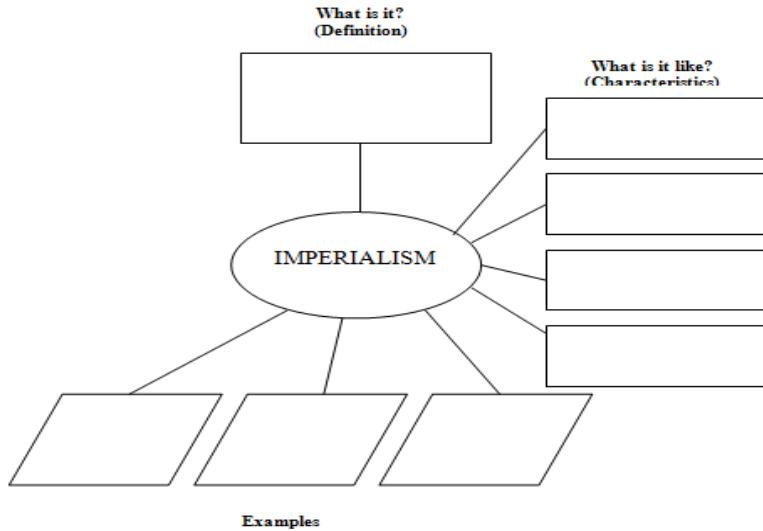 What is it?
(Definition)
What is it like?
(Characteristics)
IMPERIALISM
Examples